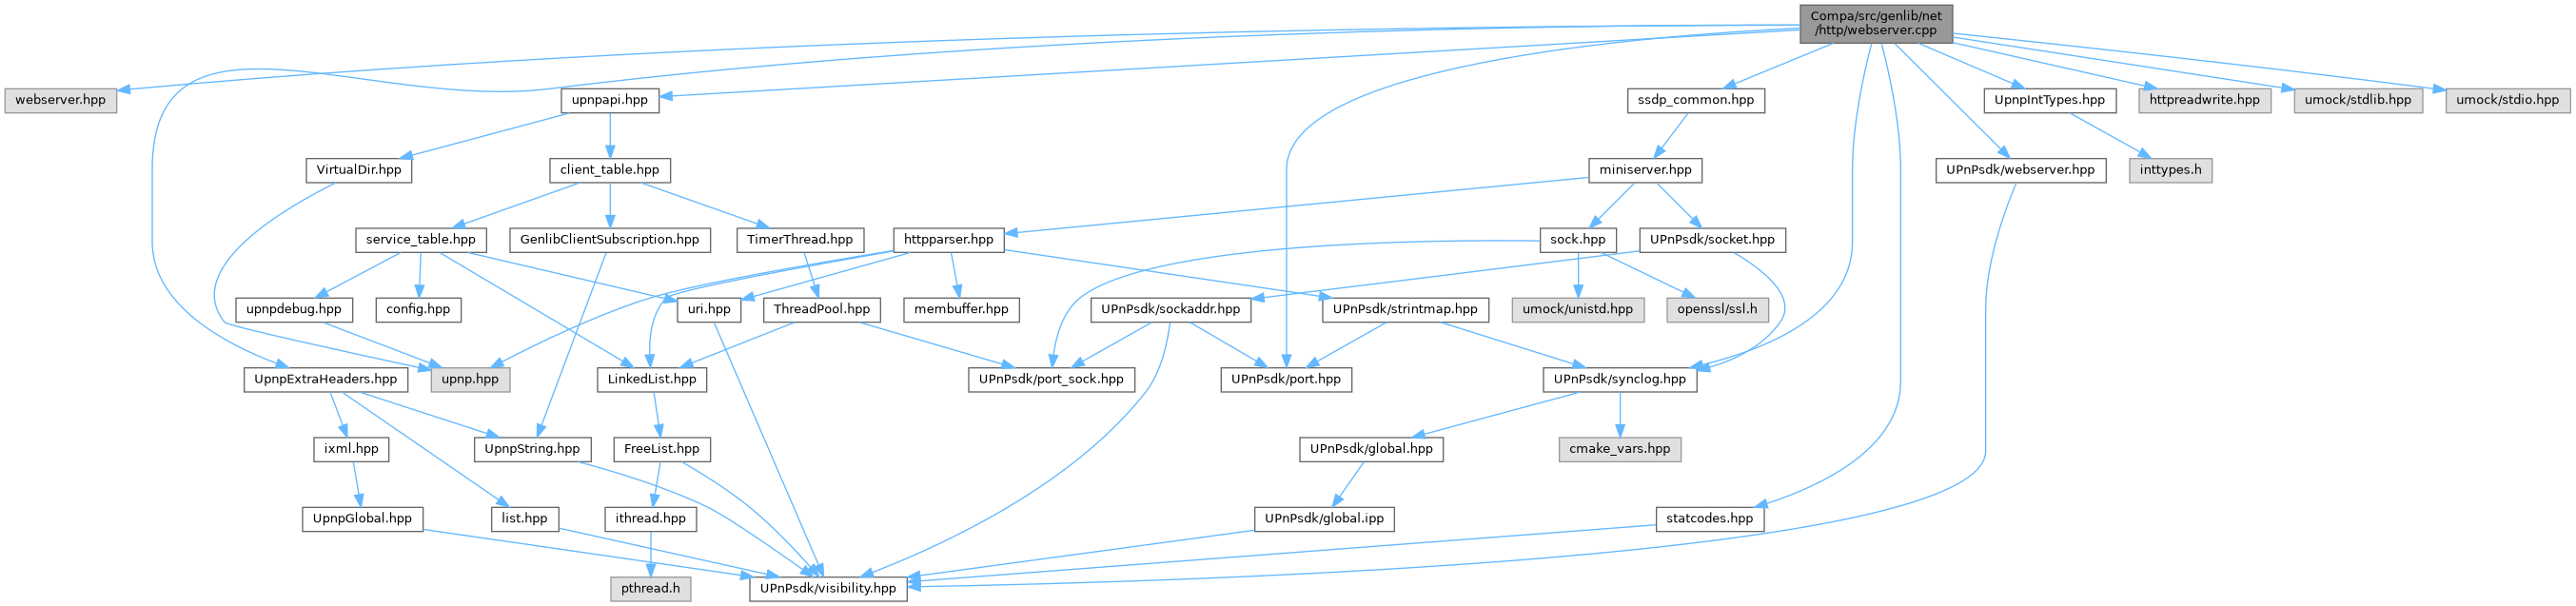 Compa/src/genlib/net
/http/webserver.cpp
webserver.hpp
upnpapi.hpp
ssdp_common.hpp
UpnpIntTypes.hpp
httpreadwrite.hpp
umock/stdlib.hpp
umock/stdio.hpp
VirtualDir.hpp
client_table.hpp
miniserver.hpp
UPnPsdk/webserver.hpp
inttypes.h
service_table.hpp
GenlibClientSubscription.hpp
TimerThread.hpp
httpparser.hpp
sock.hpp
UPnPsdk/socket.hpp
upnpdebug.hpp
config.hpp
uri.hpp
ThreadPool.hpp
membuffer.hpp
UPnPsdk/sockaddr.hpp
UPnPsdk/strintmap.hpp
umock/unistd.hpp
openssl/ssl.h
UpnpExtraHeaders.hpp
upnp.hpp
LinkedList.hpp
UPnPsdk/port_sock.hpp
UPnPsdk/port.hpp
UPnPsdk/synclog.hpp
ixml.hpp
UpnpString.hpp
FreeList.hpp
UPnPsdk/global.hpp
cmake_vars.hpp
UpnpGlobal.hpp
list.hpp
ithread.hpp
UPnPsdk/global.ipp
statcodes.hpp
pthread.h
UPnPsdk/visibility.hpp